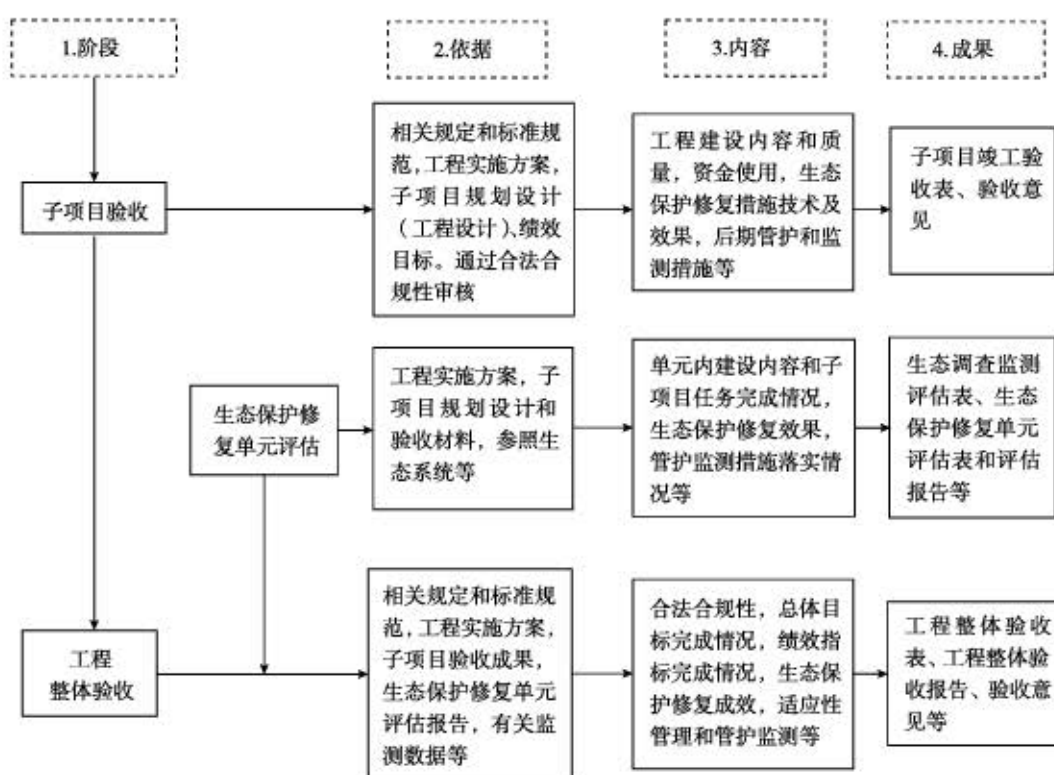 1.阶段
2.依据
3.内容
4.成果
子项目验收
相关规定和标准规
范,工程实施方案,
子项目规划设计
（工程设计）、绩效
目标。通过合法合
规性审核
工程建设内容和质
量，资金使用，生态
保护修复措施技术及
效果，后期管护和监
测措施等
子项目竣工验
收表、验收意
见
生态保护修
复单元评估
工程实施方案，子
项目规划设计和
验收材料，参照生
态系统等
单元内建设内容和子
项目任务完成情况，
生态保护修复效果，
管护监测措施落实情
况等
生态调查监测
评估表、生态
保护修复单元
评估表和评估
报告等
工程
整体验收
相关规定和标准规
范,工程实施方案,
子项目验收成果，
生态保护修复单元
评估报告，有关监
测数据等
合法合规性，总体目
标完成情况，绩效指
标完成情况，生态保
护修复成效，适应性
管理和管护监测等
工程整体验收
表、工程整体验
收报告、验收意
见等